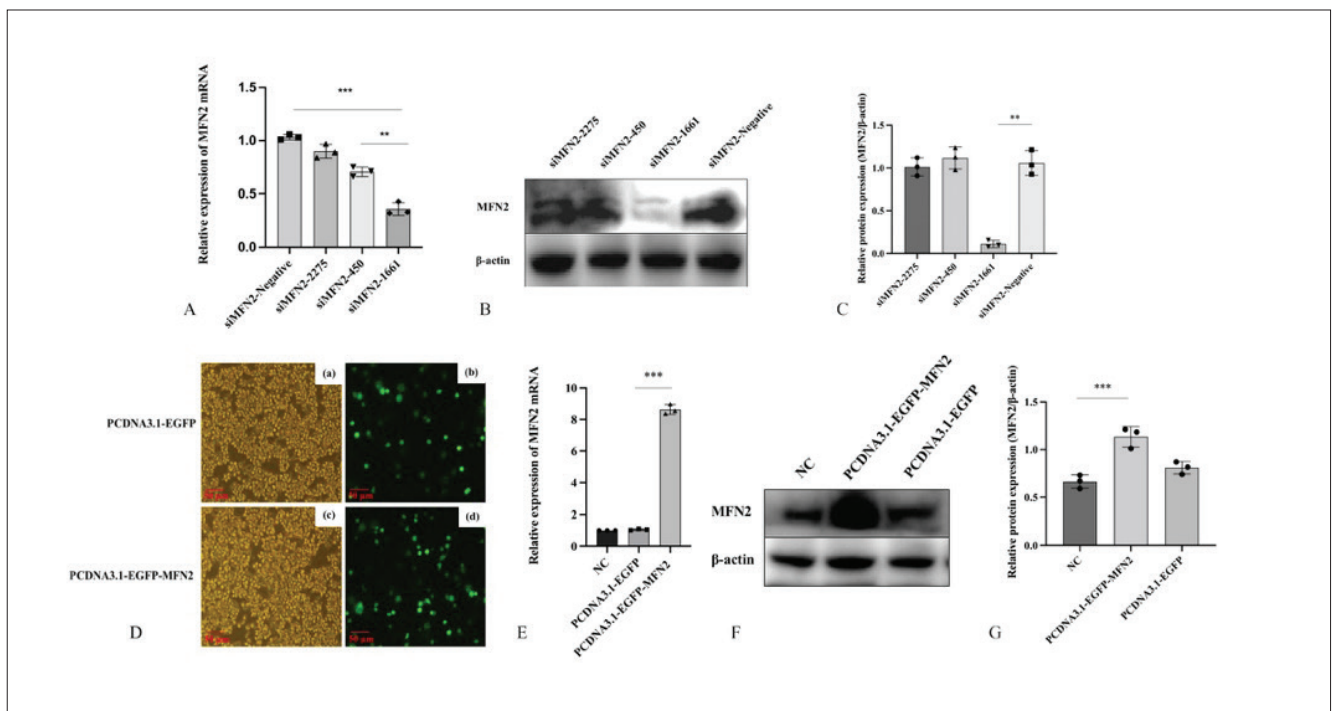 Relative expression of MFN2 mRNA
1.5
1.0
0.5
0.0
***
**
siMFN2-Negative
siMFN2-2275
siMFN2-450
siMFN2-1661
A
siMFN2-2275
siMFN2-450
siMFN2-1661
siMFN2-Negative
MFN2
β-actin
B
Relative protein expression (MFN2/β-actin)
1.5
1.0
0.5
0.0
**
siMFN2-2275
siMFN2-450
siMFN2-1661
siMFN2-Negative
C
PCDNA3.1-EGFP
(a)
(b)
50 μm
PCDNA3.1-EGFP-MFN2
(c)
(d)
50 μm
D
Relative expression of MFN2 mRNA
10
8
6
4
2
0
***
NC
PCDNA3.1-EGFP
PCDNA3.1-EGFP-MFN2
E
NC
PCDNA3.1-EGFP-MFN2
PCDNA3.1-EGFP
MFN2
β-actin
F
Relative protein expression (MFN2/β-actin)
1.5
1.0
0.5
0.0
***
NC
PCDNA3.1-EGFP-MFN2
PCDNA3.1-EGFP
G